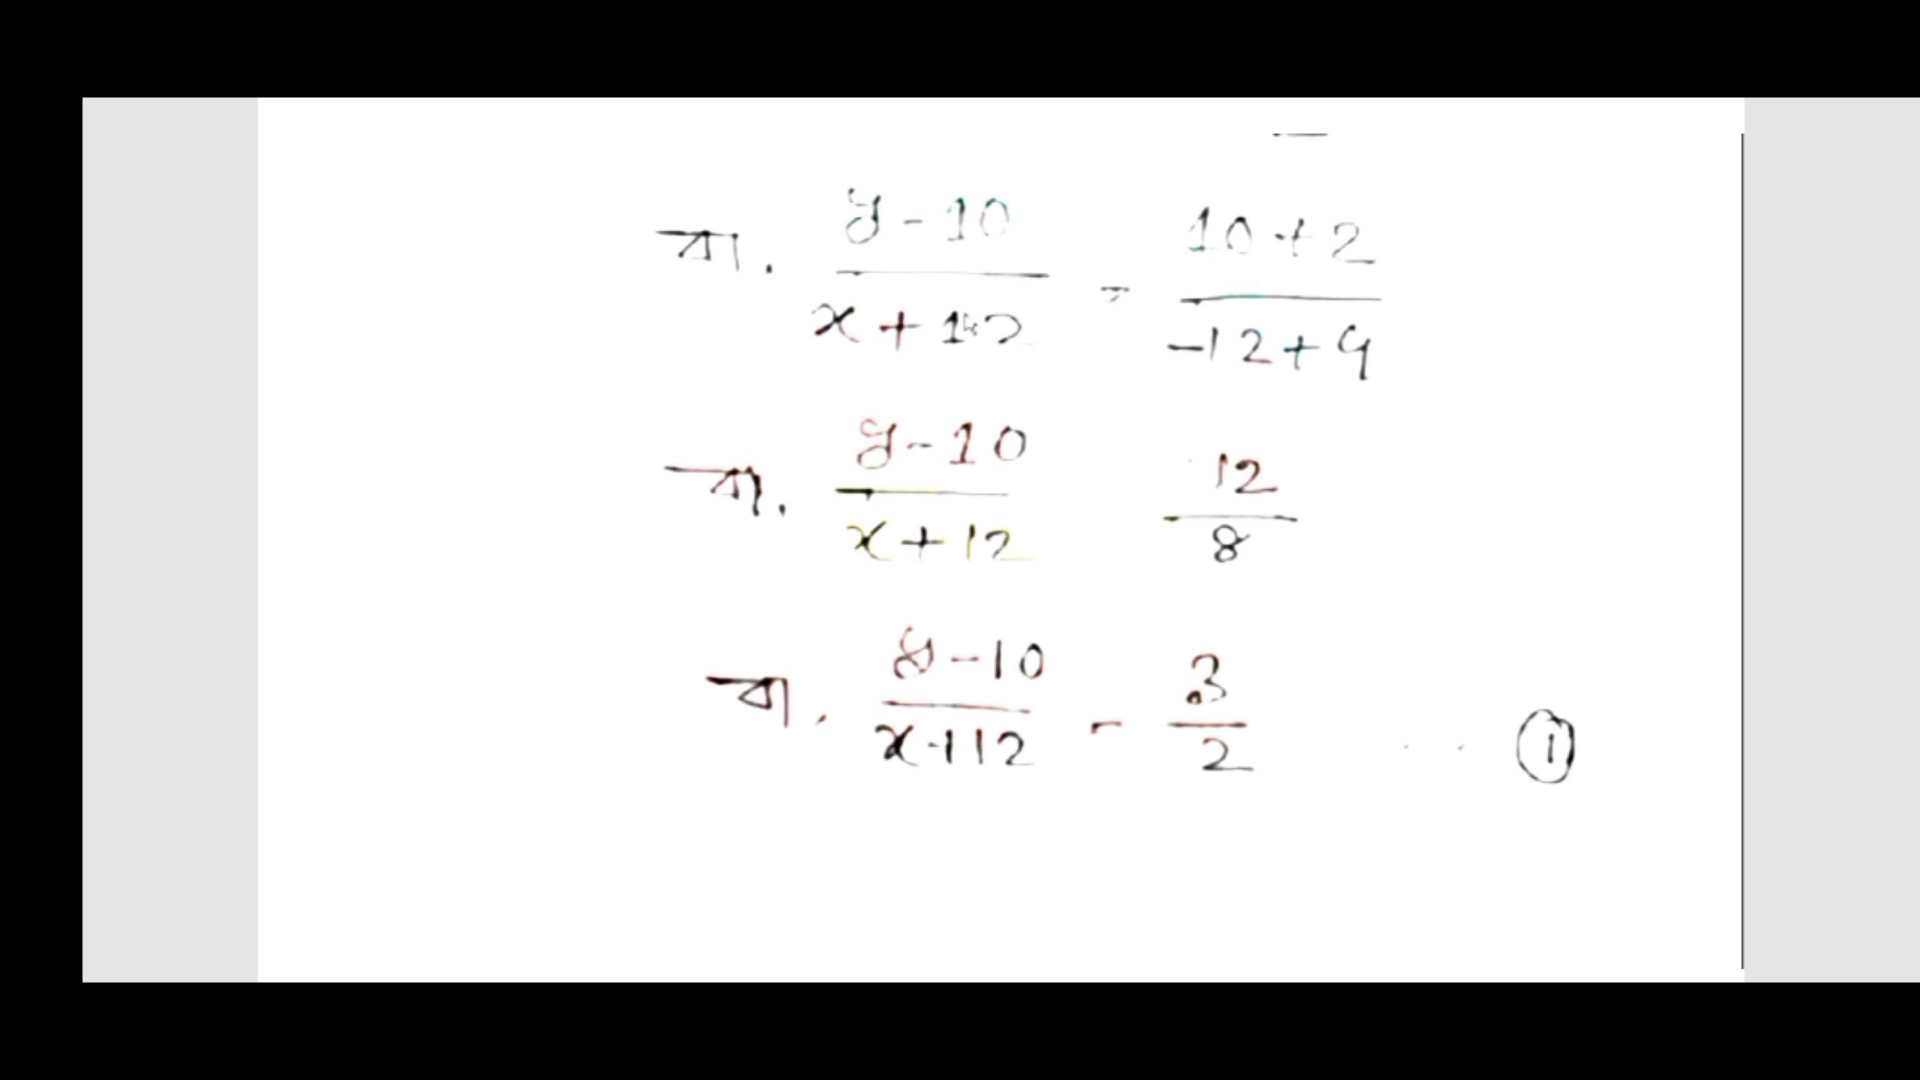 বা, y-10/x+12 = 10+2/-12+4
বা, y-10/x+12 12/8
বা, y-10/x+12 - 3/2 .. ①